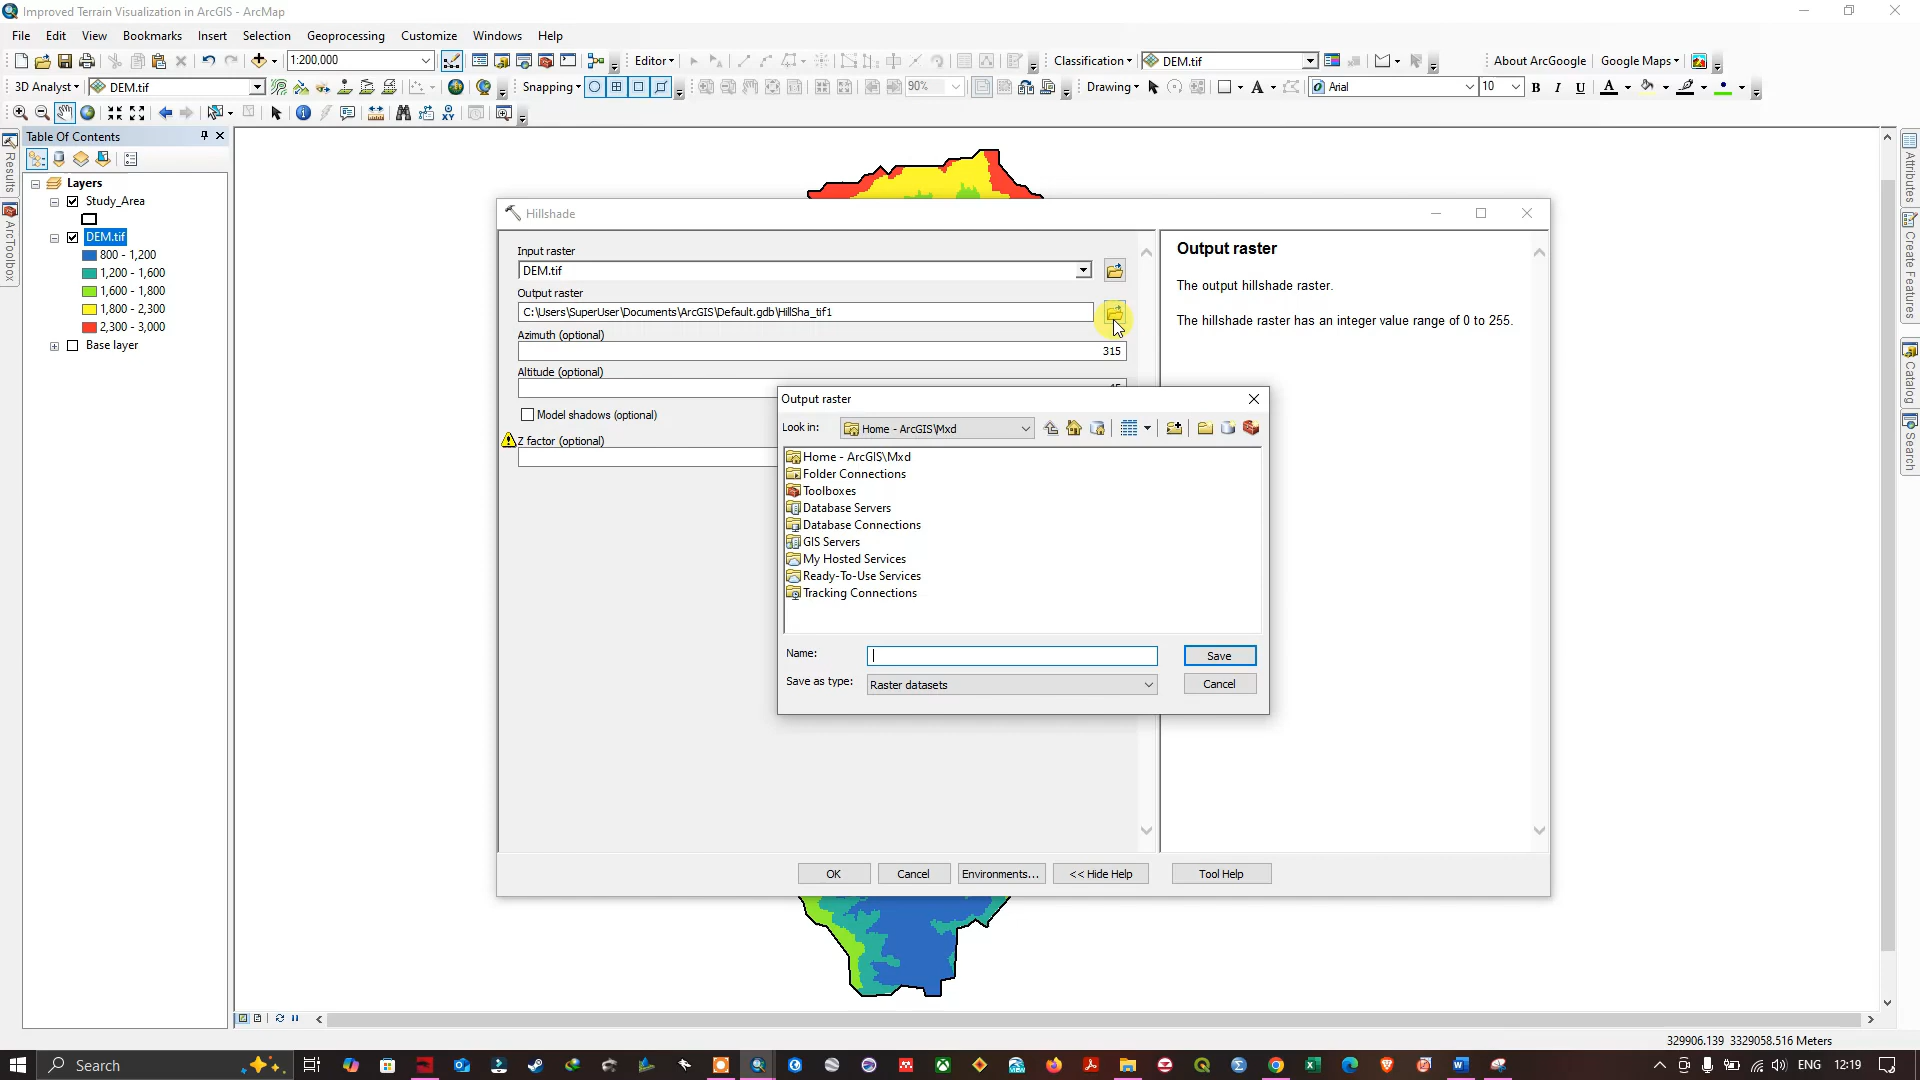 Improved Terrain Visualization in ArcGIS - ArcMap
File Edit View Bookmarks Insert Selection Geoprocessing Customize Windows Help
1:200,000 Editor Classification DEM.tif About ArcGoogle Google Maps
3D Analyst DEM.tif Snapping 90% Drawing Arial 10 B I U A
Table Of Contents
Results
ArcToolbox
Layers
Study_Area
DEM.tif
800 - 1,200
1,200 - 1,600
1,600 - 1,800
1,800 - 2,300
2,300 - 3,000
Base layer
Hillshade
Input raster
DEM.tif
Output raster
C:\Users\SuperUser\Documents\ArcGIS\Default.gdb\HillSha_tif1
Azimuth (optional)
315
Altitude (optional)
45
Model shadows (optional)
Z factor (optional)
Output raster
The output hillshade raster.
The hillshade raster has an integer value range of 0 to 255.
Output raster
Look in: Home - ArcGIS\Mxd
Home - ArcGIS\Mxd
Folder Connections
Toolboxes
Database Servers
Database Connections
GIS Servers
My Hosted Services
Ready-To-Use Services
Tracking Connections
Name: Save
Save as type: Raster datasets Cancel
OK Cancel Environments... << Hide Help Tool Help
Attributes
Create Features
Catalog
Search
329906.139 3329058.516 Meters
Search ENG 12:19